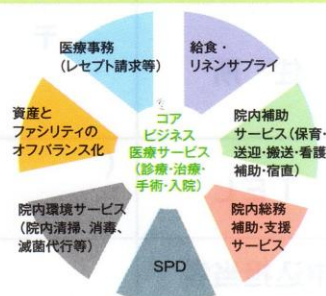 医療事務
(レセプト請求等)
給食・
リネンサプライ
資産と
ファシリティの
オフバランス化
コア
ビジネス
医療サービス
(診療・治療・
手術・入院)
院内補助
サービス(保育・
送迎・搬送・看護
補助・宿直)
院内環境サービス
(院内清掃、消毒、
滅菌代行等)
院内総務
補助・支援
サービス
SPD